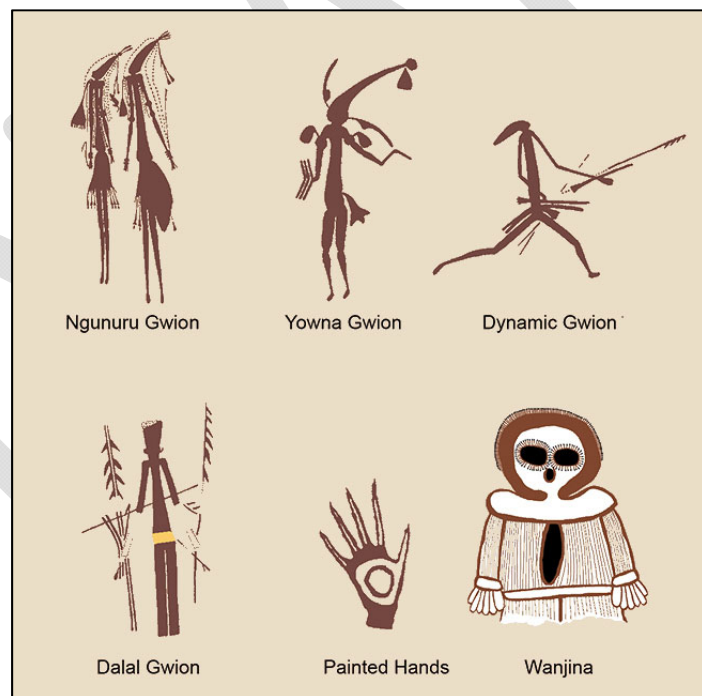 Ngunuru Gwion
Yowna Gwion
Dynamic Gwion
Dalal Gwion
Painted Hands
Wanjina